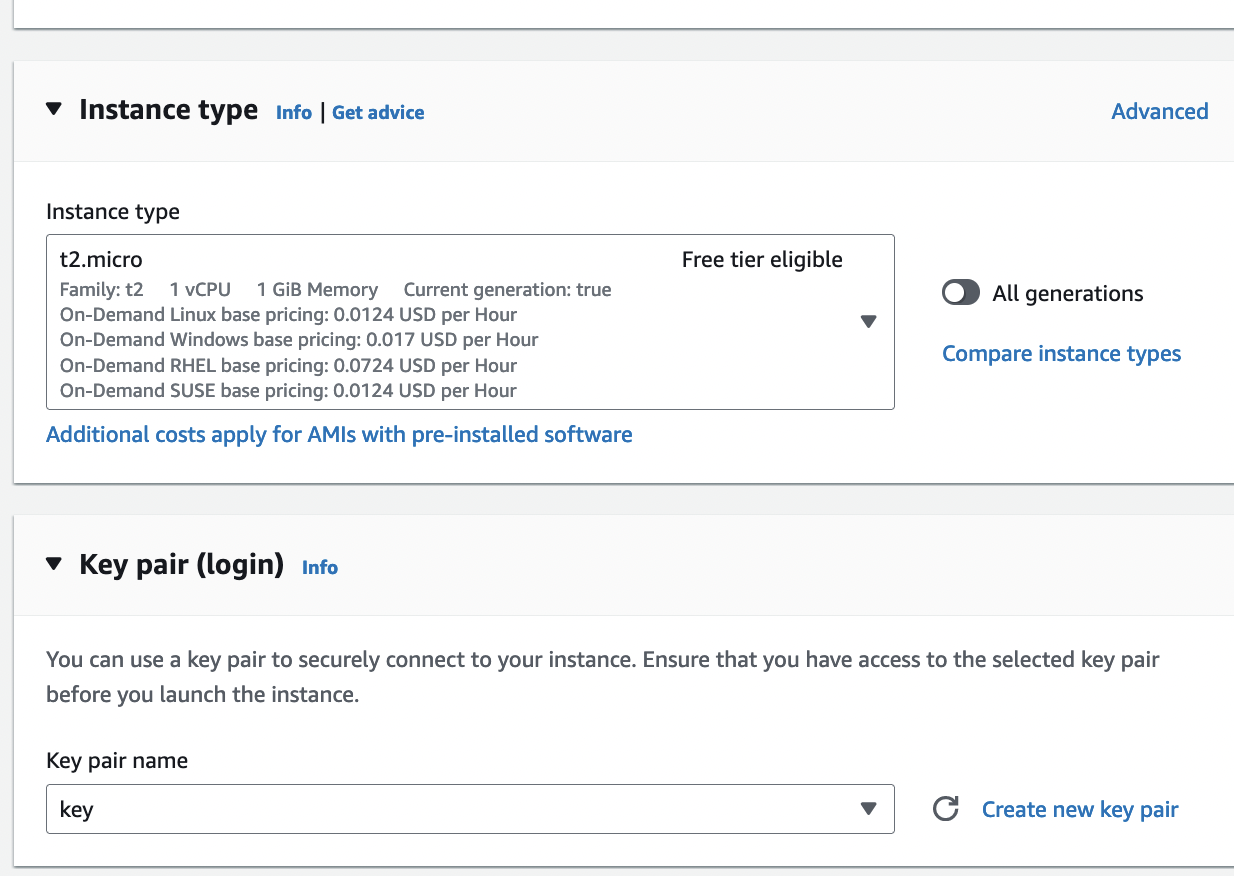 Instance type Info | Get advice Advanced
Instance type
t2.micro Free tier eligible
Family: t2 1 vCPU 1 GiB Memory Current generation: true
On-Demand Linux base pricing: 0.0124 USD per Hour
On-Demand Windows base pricing: 0.017 USD per Hour
On-Demand RHEL base pricing: 0.0724 USD per Hour
On-Demand SUSE base pricing: 0.0124 USD per Hour
All generations
Compare instance types
Additional costs apply for AMIs with pre-installed software
Key pair (login) Info
You can use a key pair to securely connect to your instance. Ensure that you have access to the selected key pair
before you launch the instance.
Key pair name
key
Create new key pair